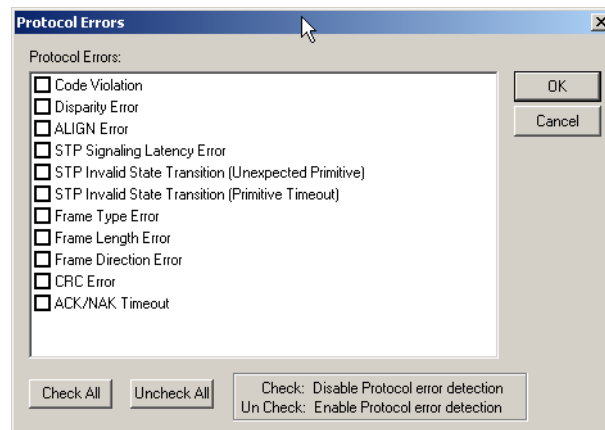 Protocol Errors
Protocol Errors:
Code Violation
Disparity Error
ALIGN Error
STP Signaling Latency Error
STP Invalid State Transition (Unexpected Primitive)
STP Invalid State Transition (Primitive Timeout)
Frame Type Error
Frame Length Error
Frame Direction Error
CRC Error
ACK/NAK Timeout
OK
Cancel
Check All
Uncheck All
Check: Disable Protocol error detection
Un Check: Enable Protocol error detection